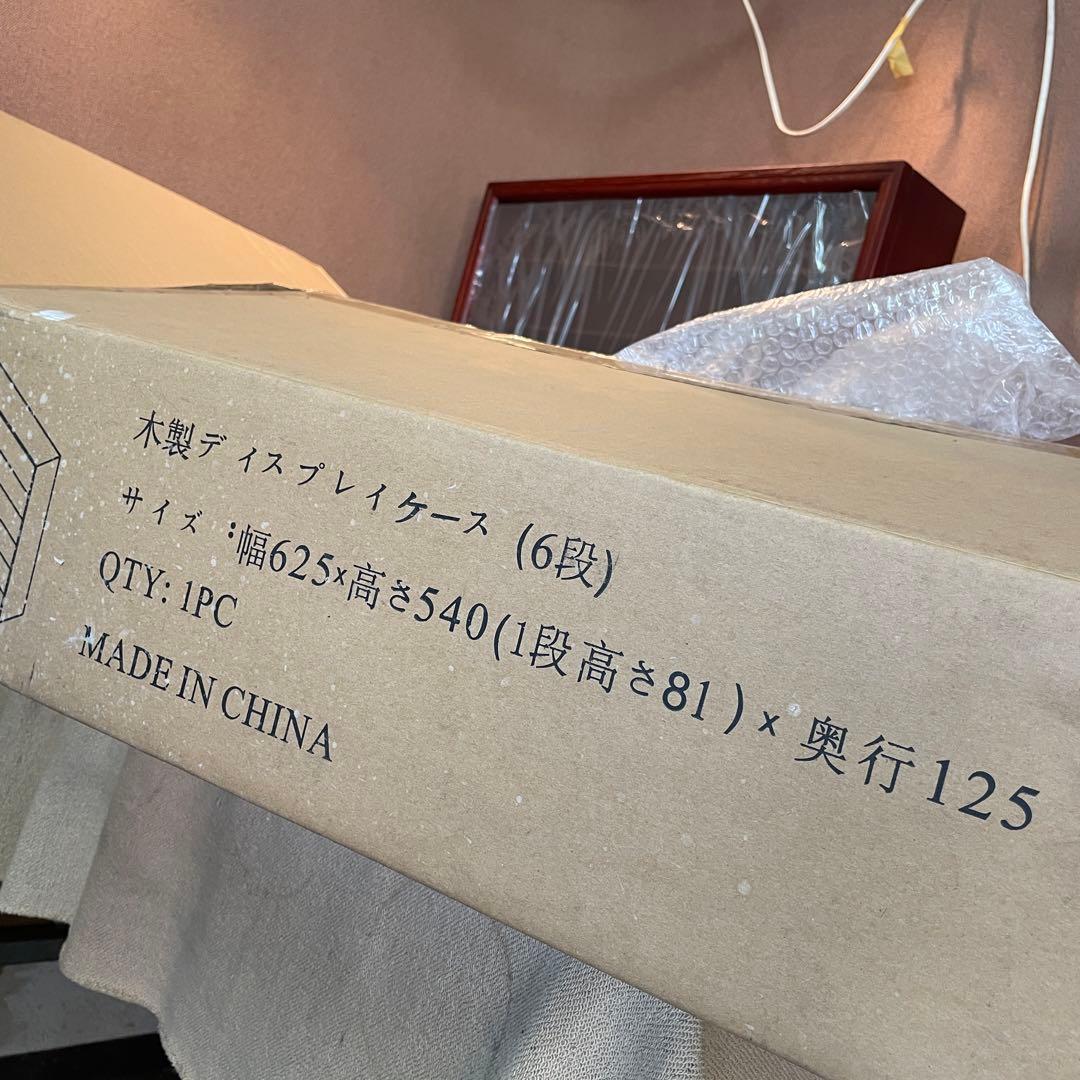 木製ディスプレイケース (6段)
サイズ:幅625×高さ540(1段高さ81)×奥行125
QTY: 1PC
MADE IN CHINA